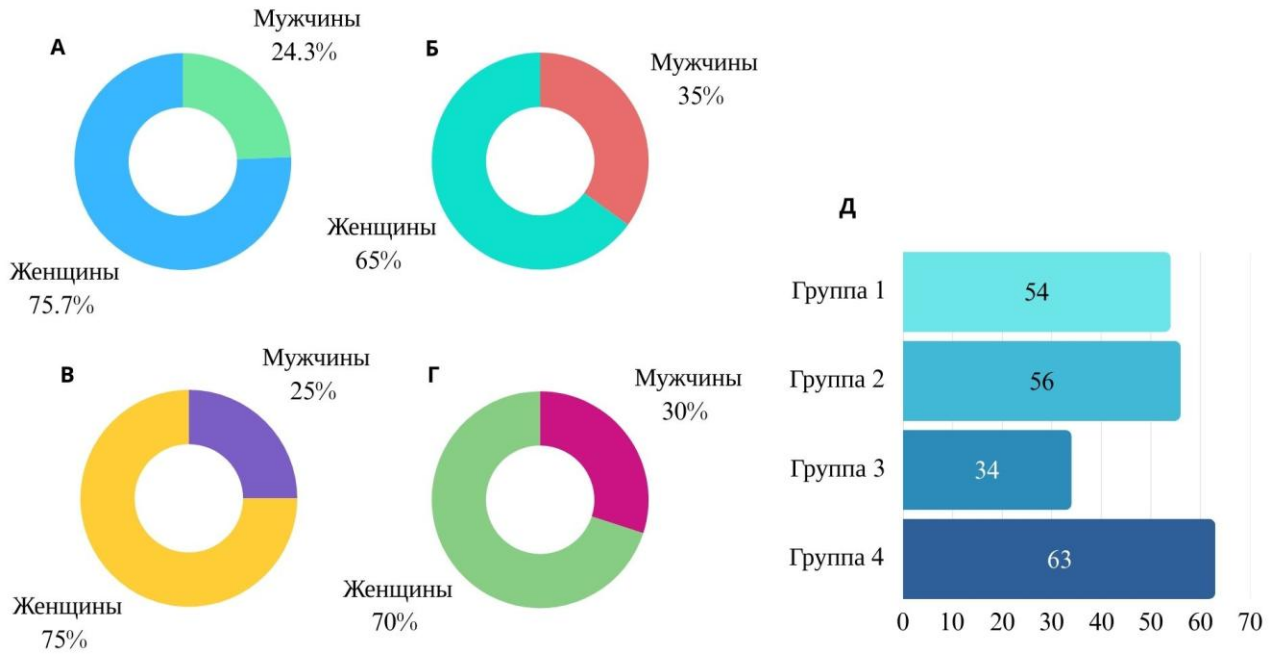 А
Мужчины
24.3%
Женщины
75.7%
Б
Мужчины
35%
Женщины
65%
В
Мужчины
25%
Женщины
75%
Г
Мужчины
30%
Женщины
70%
Д
Группа 1
54
Группа 2
56
Группа 3
34
Группа 4
63
0 10 20 30 40 50 60 70